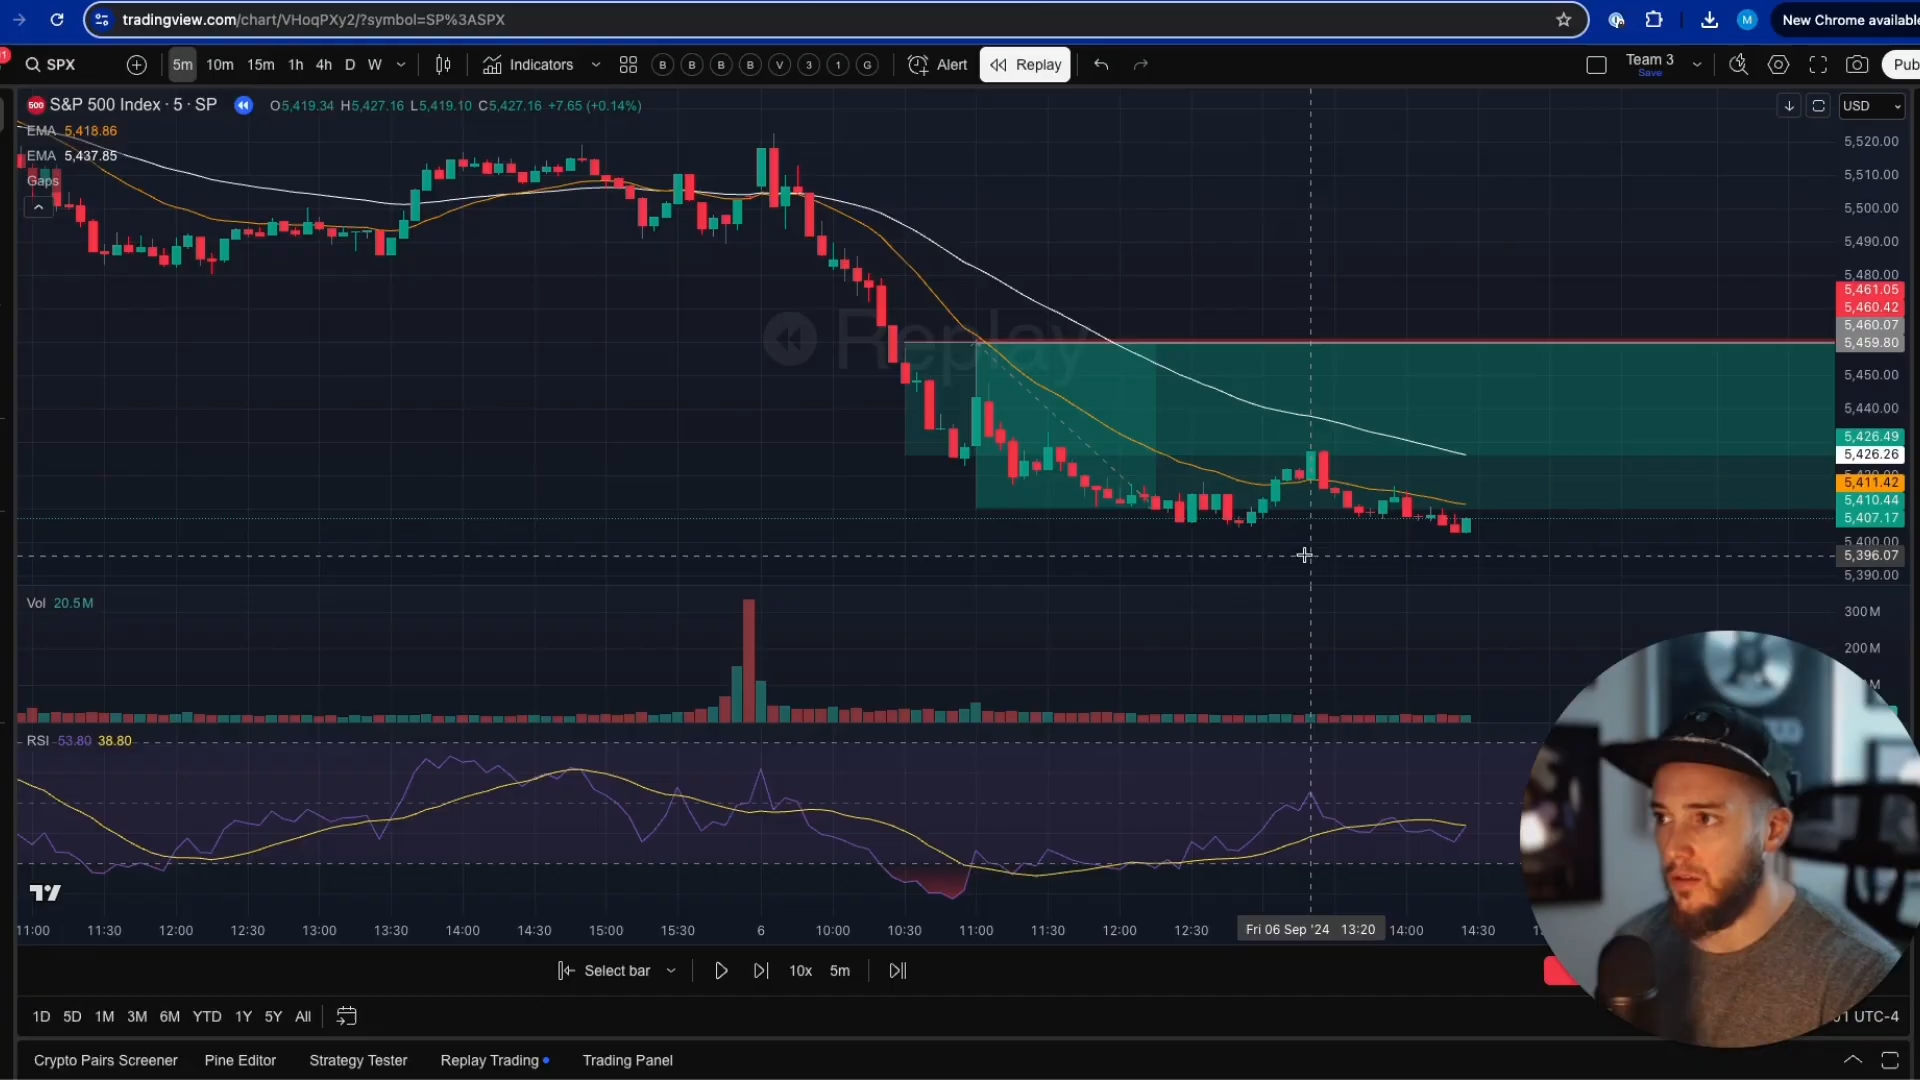 tradingview.com/chart/VHoqPXy2/?symbol=SP%3ASPX
M
New Chrome available
SPX
5m 10m 15m 1h 4h D W
Indicators
B B B B V 3 1 G
Alert
Replay
Team 3
Save
Pub
500 S&P 500 Index · 5 · SP
O5,419.34 H5,427.16 L5,419.10 C5,427.16 +7.65 (+0.14%)
USD
EMA 5,418.86
EMA 5,437.85
Gaps
5,520.00
5,510.00
5,500.00
5,490.00
5,480.00
5,461.05
5,460.42
5,460.07
5,459.80
5,450.00
5,440.00
5,426.49
5,426.26
5,411.42
5,410.44
5,407.17
5,400.00
5,396.07
5,390.00
Replay
Vol 20.5M
300M
200M
RSI 53.80 38.80
11:00 11:30 12:00 12:30 13:00 13:30 14:00 14:30 15:00 15:30 6 10:00 10:30 11:00 11:30 12:00 12:30 Fri 06 Sep '24 13:20 14:00 14:30
Select bar
10x 5m
1D 5D 1M 3M 6M YTD 1Y 5Y All
UTC-4
Crypto Pairs Screener Pine Editor Strategy Tester Replay Trading Trading Panel